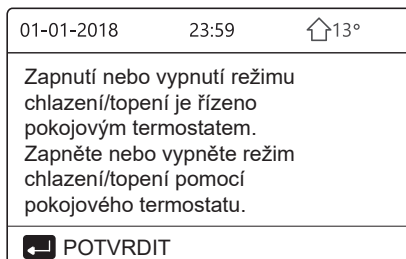 01-01-2018 23:59 13°
Zapnutí nebo vypnutí režimu
chlazení/topení je řízeno
pokojovým termostatem.
Zapněte nebo vypněte režim
chlazení/topení pomocí
pokojového termostatu.
POTVRDIT